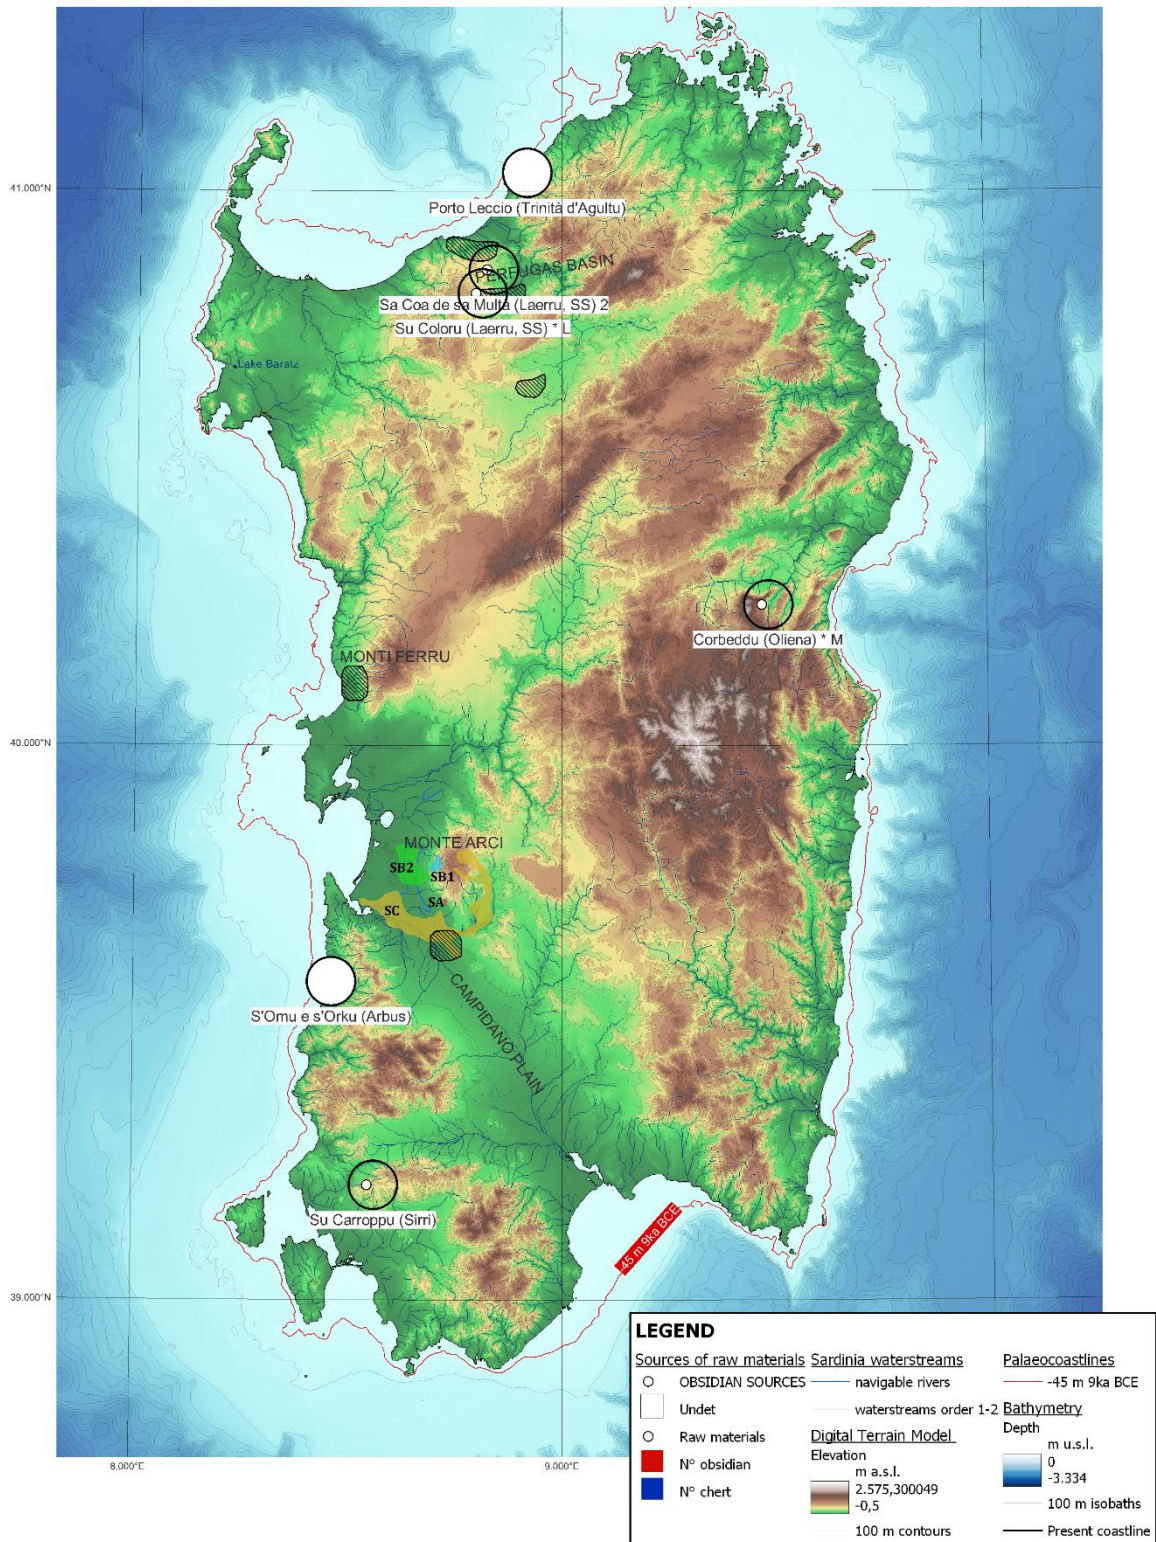 41.000°N
Porto Leccio (Trinità d'Agultu)
PERFUGAS BASIN
Sa Coa de sa Multa (Laerru, SS) 2
Su Coloru (Laerru, SS) * L
Lake Baratz
Corbeddu (Oliena) * M
MONTI FERRU
40.000°N
MONTE ARCI
SB2
SB1
SA
SC
CAMPIDANO PLAIN
S'Omu e s'Orku (Arbus)
Su Carroppu (Sirri)
-45 m 9ka BCE
39.000°N
8.000°E
9.000°E
LEGEND
Sources of raw materials
OBSIDIAN SOURCES
Undet
Raw materials
N° obsidian
N° chert
Sardinia waterstreams
navigable rivers
waterstreams order 1-2
Digital Terrain Model
Elevation
m a.s.l.
2.575,300049
-0,5
100 m contours
Palaeocoastlines
-45 m 9ka BCE
Bathymetry
Depth
m u.s.l.
0
-3.334
100 m isobaths
Present coastline